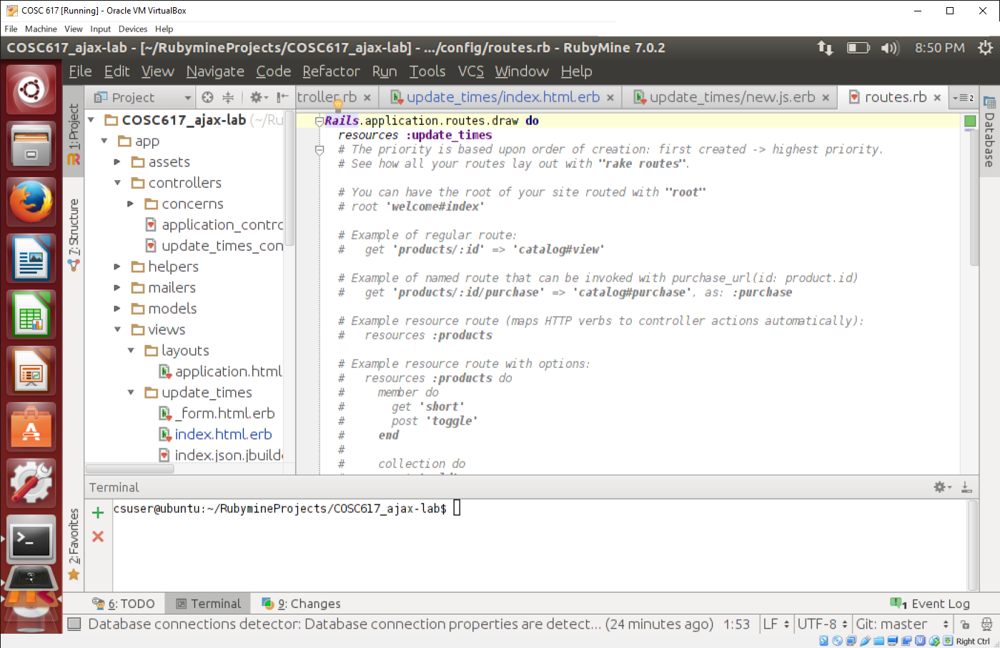 COSC 617 [Running] - Oracle VM VirtualBox
File Machine View Input Devices Help
COSC617_ajax-lab - [~/RubymineProjects/COSC617_ajax-lab] - .../config/routes.rb - RubyMine 7.0.2
8:50 PM
File Edit View Navigate Code Refactor Run Tools VCS Window Help
Project
troller.rb
update_times/index.html.erb
update_times/new.js.erb
routes.rb
2
1: Project
7: Structure
2: Favorites
Database
COSC617_ajax-lab (~/Ru
app
assets
controllers
concerns
application_contro
update_times_con
helpers
mailers
models
views
layouts
application.html
update_times
_form.html.erb
index.html.erb
index.json.jbuild
Rails.application.routes.draw do
resources :update_times
# The priority is based upon order of creation: first created -> highest priority.
# See how all your routes lay out with "rake routes".
# You can have the root of your site routed with "root"
# root 'welcome#index'
# Example of regular route:
#   get 'products/:id' => 'catalog#view'
# Example of named route that can be invoked with purchase_url(id: product.id)
#   get 'products/:id/purchase' => 'catalog#purchase', as: :purchase
# Example resource route (maps HTTP verbs to controller actions automatically):
#   resources :products
# Example resource route with options:
#   resources :products do
#     member do
#       get 'short'
#       post 'toggle'
#     end
#
#     collection do
Terminal
csuser@ubuntu:~/RubymineProjects/COSC617_ajax-lab$
6: TODO
Terminal
9: Changes
1 Event Log
Database connections detector: Database connection properties are detect... (24 minutes ago)
1:53
LF
UTF-8
Git: master
Right Ctrl